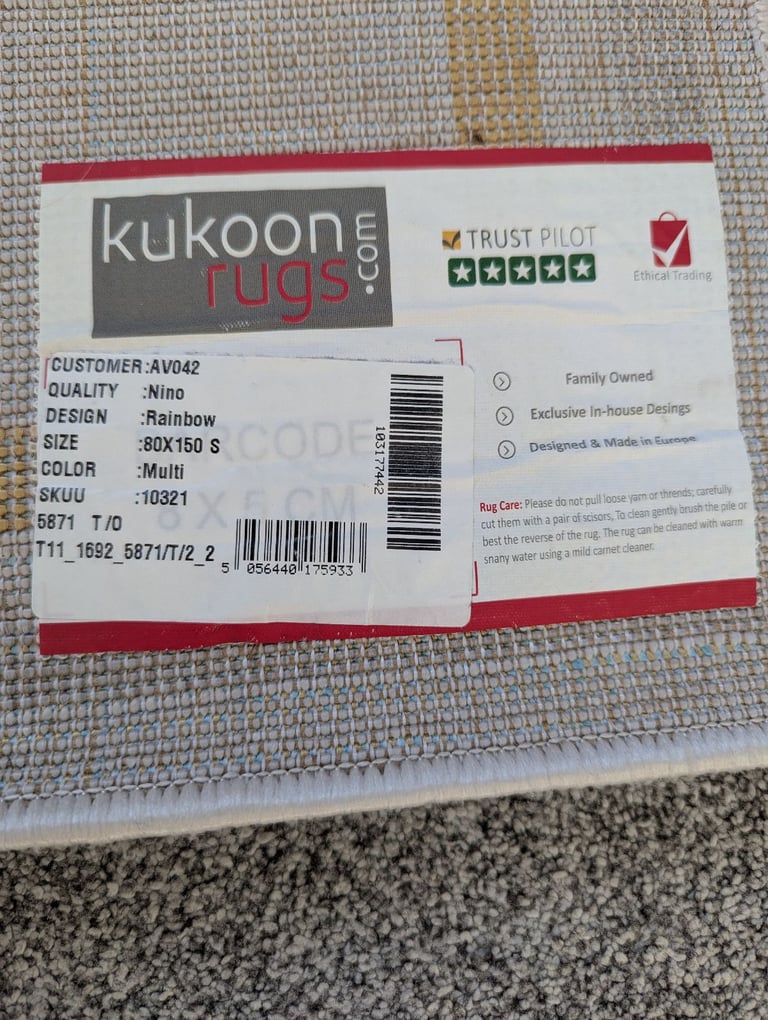 kukoon
rugs
.com
TRUST PILOT
Ethical Trading
CUSTOMER:AV042
QUALITY :Nino
DESIGN :Rainbow
SIZE :80X150 S
COLOR :Multi
SKUU :10321
5871 T/O
T11_1692_5871/T/2_2
5 056440 175933
103177442
RCODE
8 X 5 CM
Family Owned
Exclusive In-house Desings
Designed & Made in Europe
Rug Care: Please do not pull loose yarn or thrends; carefully
cut them with a pair of scisors, To clean gently brush the pile or
best the reverse of the rug. The rug can be cleaned with warm
snany water using a mild carnet cleaner.